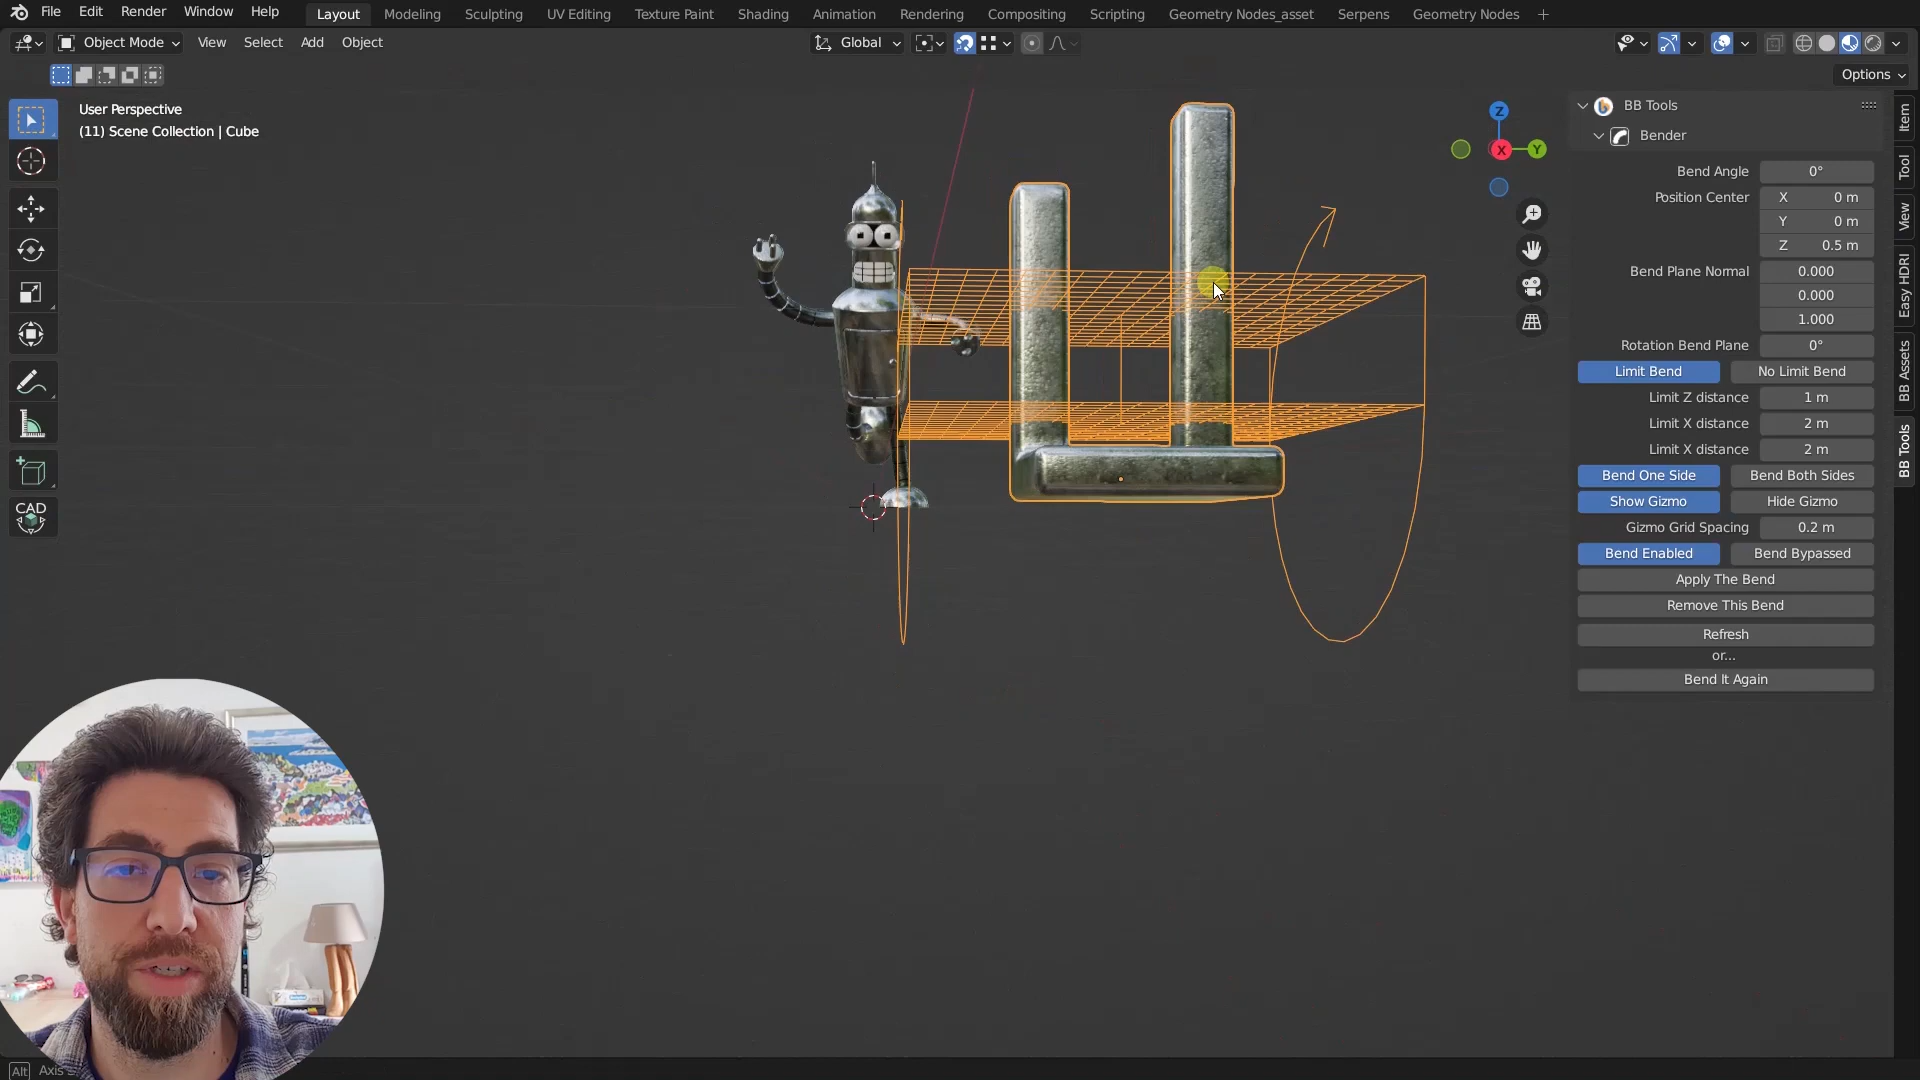 File Edit Render Window Help Layout Modeling Sculpting UV Editing Texture Paint Shading Animation Rendering Compositing Scripting Geometry Nodes_asset Serpens Geometry Nodes
Object Mode View Select Add Object Global
Options
User Perspective
(11) Scene Collection | Cube
CAD
Z
X
Y
BB Tools
Bender
Bend Angle 0°
Position Center X 0 m
Y 0 m
Z 0.5 m
Bend Plane Normal 0.000
0.000
1.000
Rotation Bend Plane 0°
Limit Bend No Limit Bend
Limit Z distance 1 m
Limit X distance 2 m
Limit X distance 2 m
Bend One Side Bend Both Sides
Show Gizmo Hide Gizmo
Gizmo Grid Spacing 0.2 m
Bend Enabled Bend Bypassed
Apply The Bend
Remove This Bend
Refresh
or...
Bend It Again
Item
Tool
View
Easy HDRI
BB Assets
BB Tools
Alt Axis